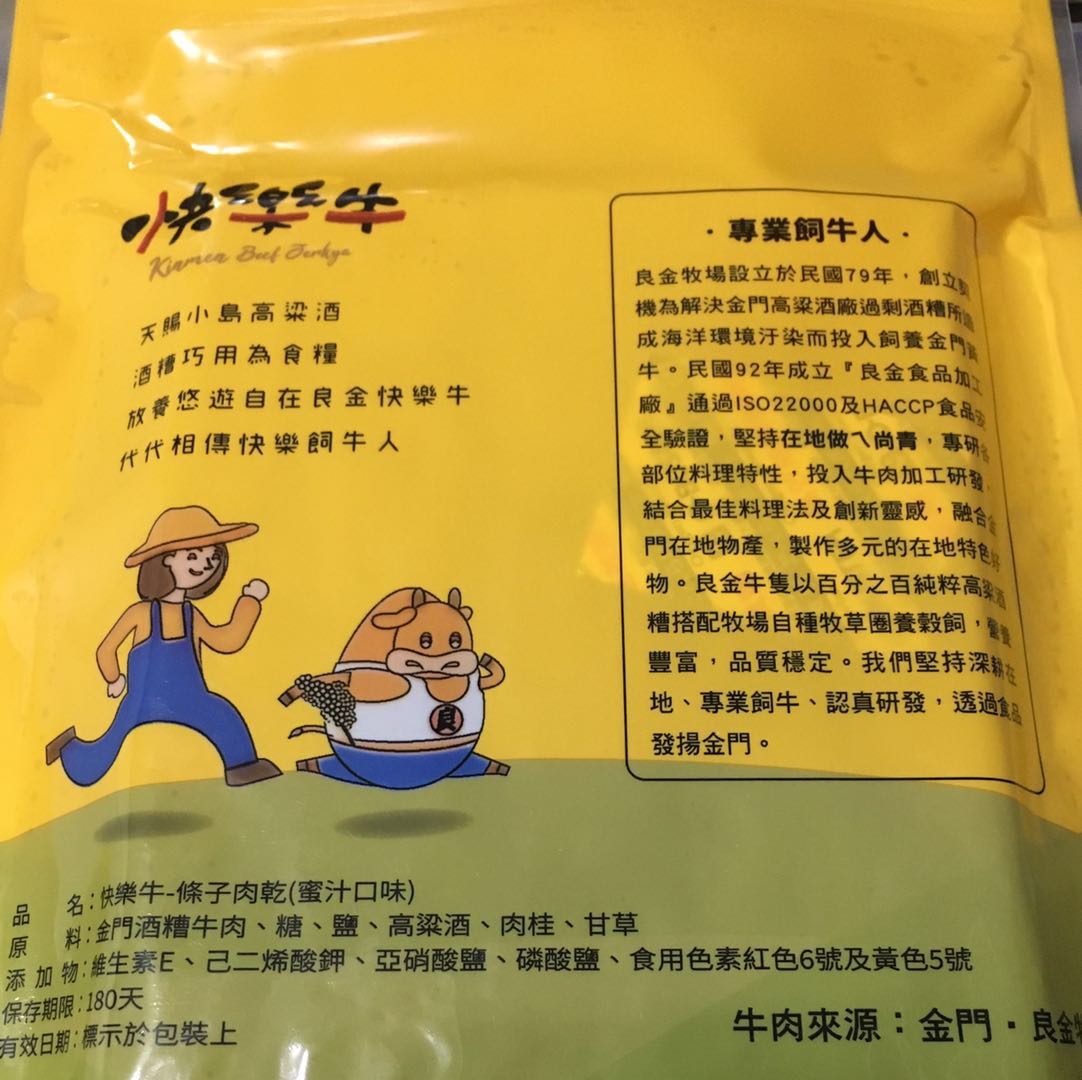 快樂牛
Kinmen Beef Jerkys
天賜小島高粱酒
酒糟巧用為食糧
放養悠遊自在良金快樂牛
代代相傳快樂飼牛人
·專業飼牛人·
良金牧場設立於民國79年，創立契
機為解決金門高粱酒廠過剩酒糟所造
成海洋環境汙染而投入飼養金門黃
牛。民國92年成立『良金食品加工
廠』通過ISO22000及HACCP食品安
全驗證，堅持在地做ㄟ尚青，專研各
部位料理特性，投入牛肉加工研發，
結合最佳料理法及創新靈感，融合金
門在地物產，製作多元的在地特色好
物。良金牛隻以百分之百純粹高粱酒
糟搭配牧場自種牧草圈養穀飼，營養
豐富，品質穩定。我們堅持深耕在
地、專業飼牛、認真研發，透過食品
發揚金門。
良
品名:快樂牛-條子肉乾(蜜汁口味)
原料:金門酒糟牛肉、糖、鹽、高粱酒、肉桂、甘草
添加物:維生素E、己二烯酸鉀、亞硝酸鹽、磷酸鹽、食用色素紅色6號及黃色5號
保存期限:180天
有效日期:標示於包裝上
牛肉來源：金門·良金